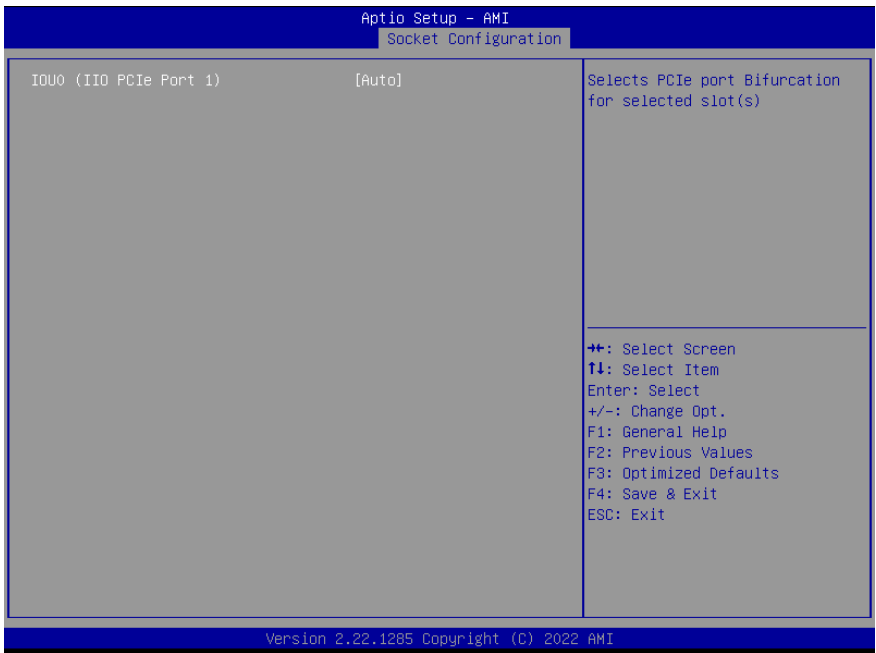 Aptio Setup – AMI
Socket Configuration
IOU0 (IIO PCIe Port 1) [Auto]
Selects PCIe port Bifurcation
for selected slot(s)
→←: Select Screen
↑↓: Select Item
Enter: Select
+/-: Change Opt.
F1: General Help
F2: Previous Values
F3: Optimized Defaults
F4: Save & Exit
ESC: Exit
Version 2.22.1285 Copyright (C) 2022 AMI